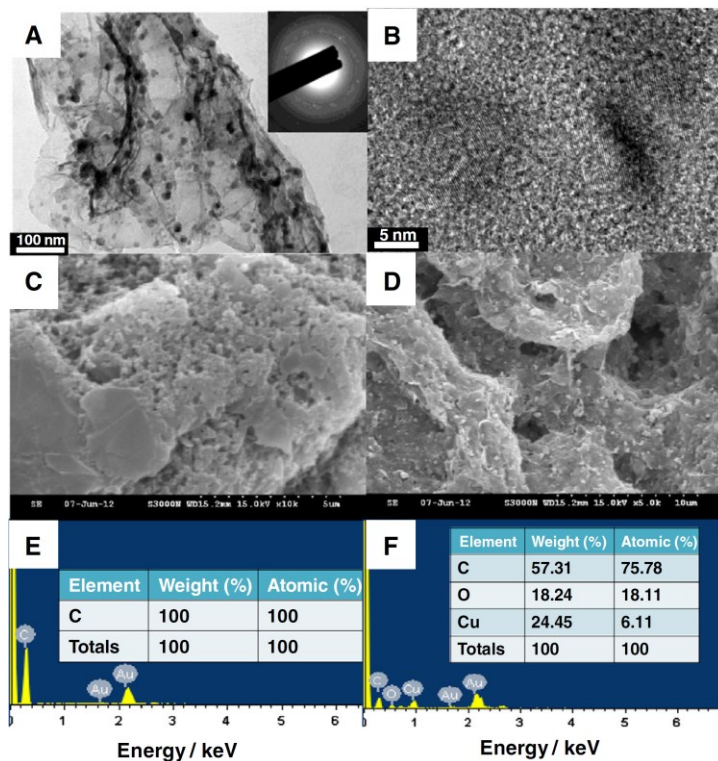 A
100 nm
B
5 nm
C
SE 07-Jun-12 S3000N WD15.2mm 15.0kV x10k 5um
D
SE 07-Jun-12 S3000N WD15.2mm 15.0kV x5.0k 10um
E
Element Weight (%) Atomic (%)
C 100 100
Totals 100 100
C
Au
Au
0 1 2 3 4 5 6
Energy / keV
F
Element Weight (%) Atomic (%)
C 57.31 75.78
O 18.24 18.11
Cu 24.45 6.11
Totals 100 100
C
O
Cu
Au
Au
0 1 2 3 4 5 6
Energy / keV